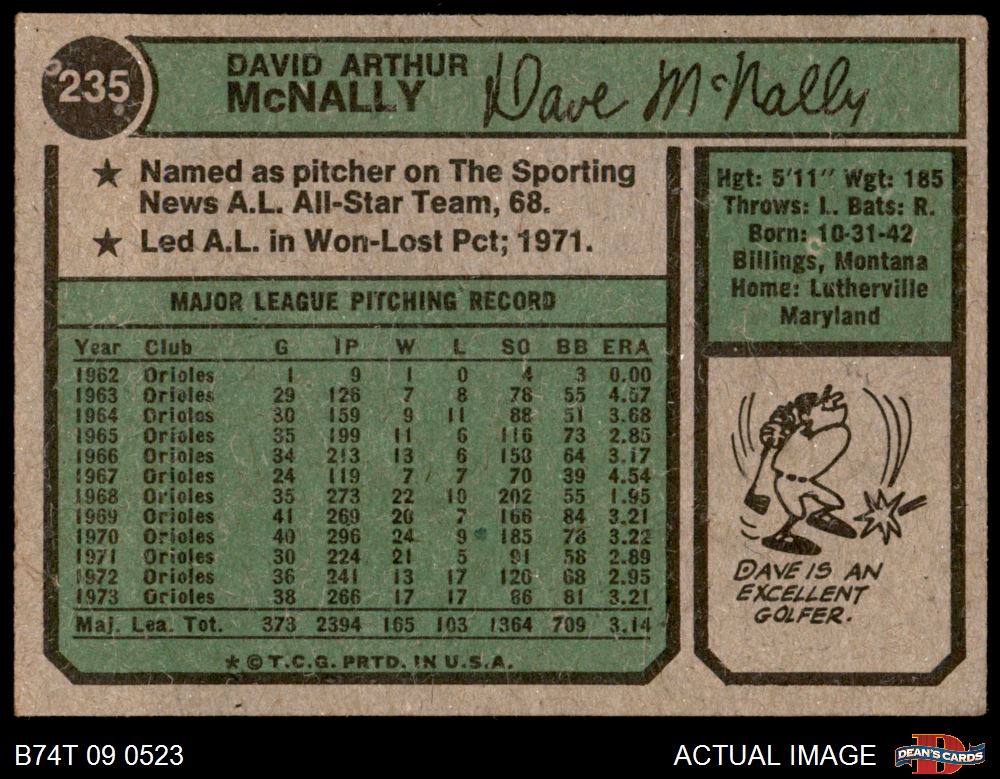 235
DAVID ARTHUR
McNALLY
Dave McNally
★ Named as pitcher on The Sporting
News A.L. All-Star Team, 68.
★ Led A.L. in Won-Lost Pct; 1971.
MAJOR LEAGUE PITCHING RECORD
Year Club G IP W L SO BB ERA
1962 Orioles 1 9 1 0 4 3 0.00
1963 Orioles 29 126 7 8 78 55 4.57
1964 Orioles 30 159 9 11 88 51 3.68
1965 Orioles 35 199 11 6 116 73 2.85
1966 Orioles 34 213 13 6 158 64 3.17
1967 Orioles 24 119 7 7 70 39 4.54
1968 Orioles 35 273 22 10 202 55 1.95
1969 Orioles 41 269 20 7 166 84 3.21
1970 Orioles 40 296 24 9 185 78 3.22
1971 Orioles 30 224 21 5 91 58 2.89
1972 Orioles 36 241 13 17 120 68 2.95
1973 Orioles 38 266 17 17 86 81 3.21
Maj. Lea. Tot. 373 2394 165 103 1364 709 3.14
* © T.C.G. PRTD. IN U.S.A.
Hgt: 5'11" Wgt: 185
Throws: L. Bats: R.
Born: 10-31-42
Billings, Montana
Home: Lutherville
Maryland
DAVE IS AN
EXCELLENT
GOLFER.
B74T 09 0523
ACTUAL IMAGE
DEAN'S CARDS